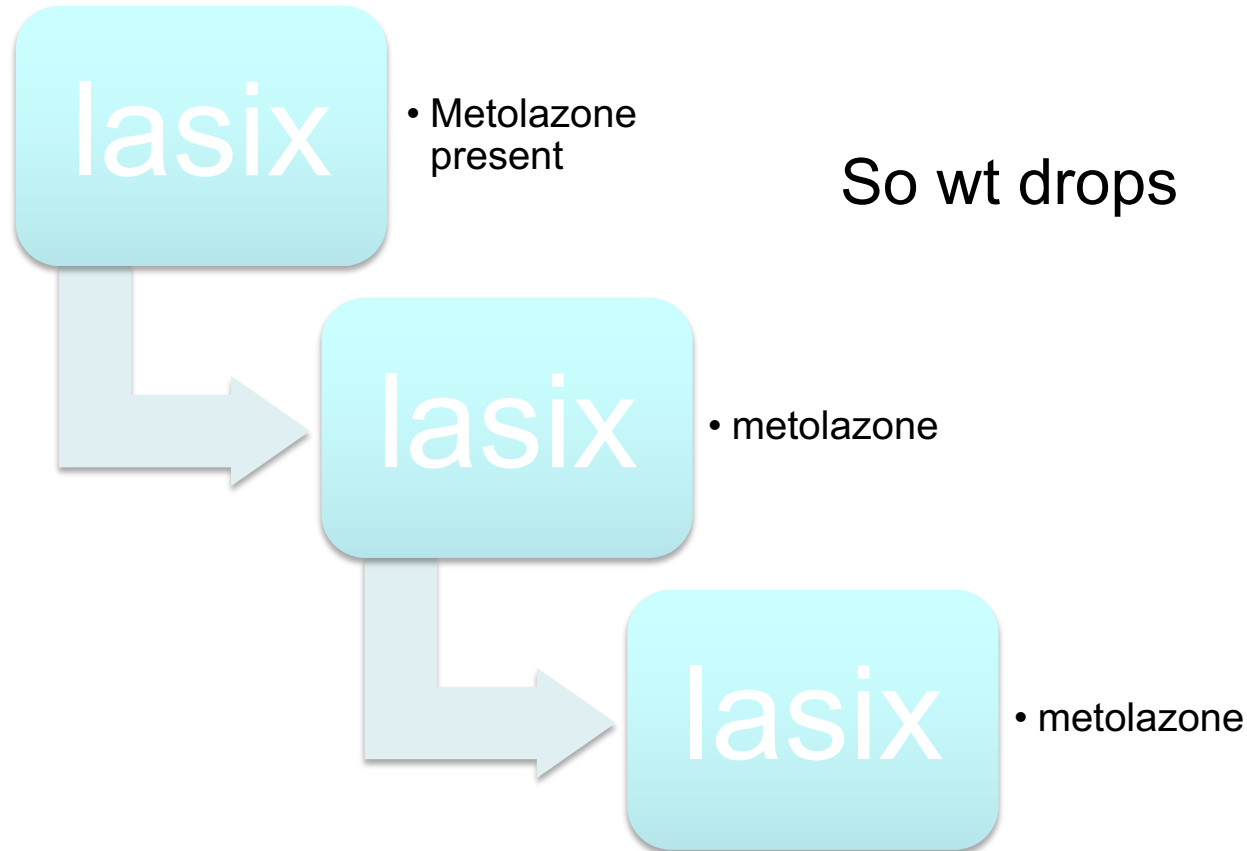 lasix
• Metolazone
present
So wt drops
lasix
• metolazone
lasix
• metolazone